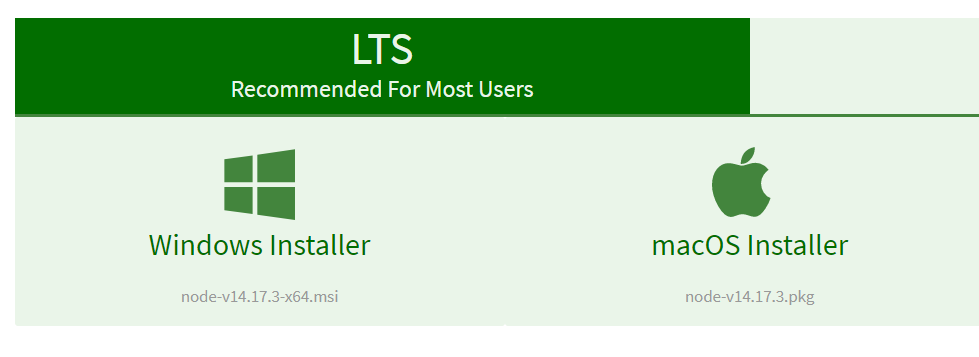 LTS
Recommended For Most Users
Windows Installer
macOS Installer
node-v14.17.3-x64.msi
node-v14.17.3.pkg